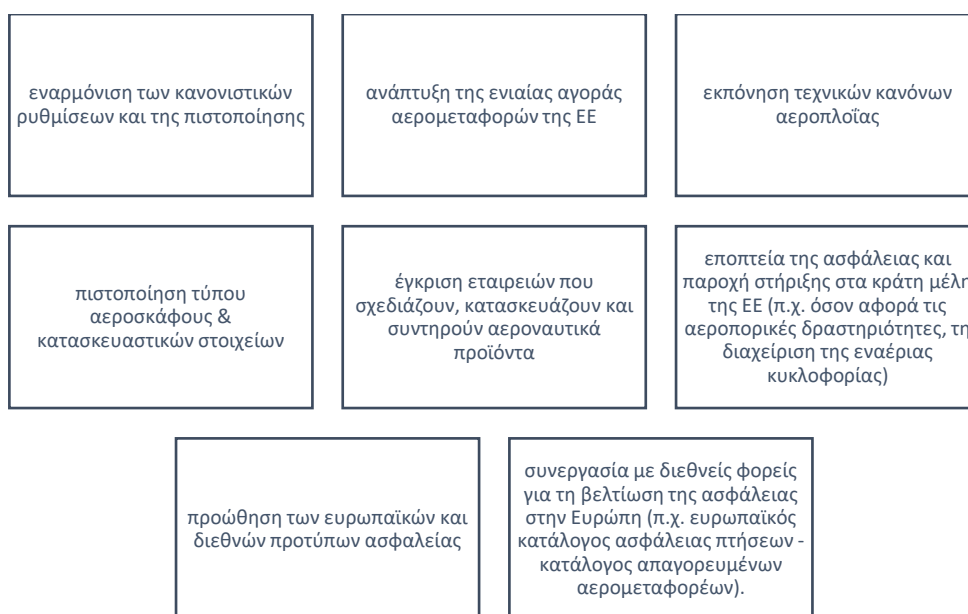 εναρμόνιση των κανονιστικών
ρυθμίσεων και της πιστοποίησης
ανάπτυξη της ενιαίας αγοράς
αερομεταφορών της ΕΕ
εκπόνηση τεχνικών κανόνων
αεροπλοΐας
πιστοποίηση τύπου
αεροσκάφους &
κατασκευαστικών στοιχείων
έγκριση εταιρειών που
σχεδιάζουν, κατασκευάζουν και
συντηρούν αεροναυτικά
προϊόντα
εποπτεία της ασφάλειας και
παροχή στήριξης στα κράτη μέλη
της ΕΕ (π.χ. όσον αφορά τις
αεροπορικές δραστηριότητες, τη
διαχείριση της εναέριας
κυκλοφορίας)
προώθηση των ευρωπαϊκών και
διεθνών προτύπων ασφαλείας
συνεργασία με διεθνείς φορείς
για τη βελτίωση της ασφάλειας
στην Ευρώπη (π.χ. ευρωπαϊκός
κατάλογος ασφάλειας πτήσεων -
κατάλογος απαγορευμένων
αερομεταφορέων).